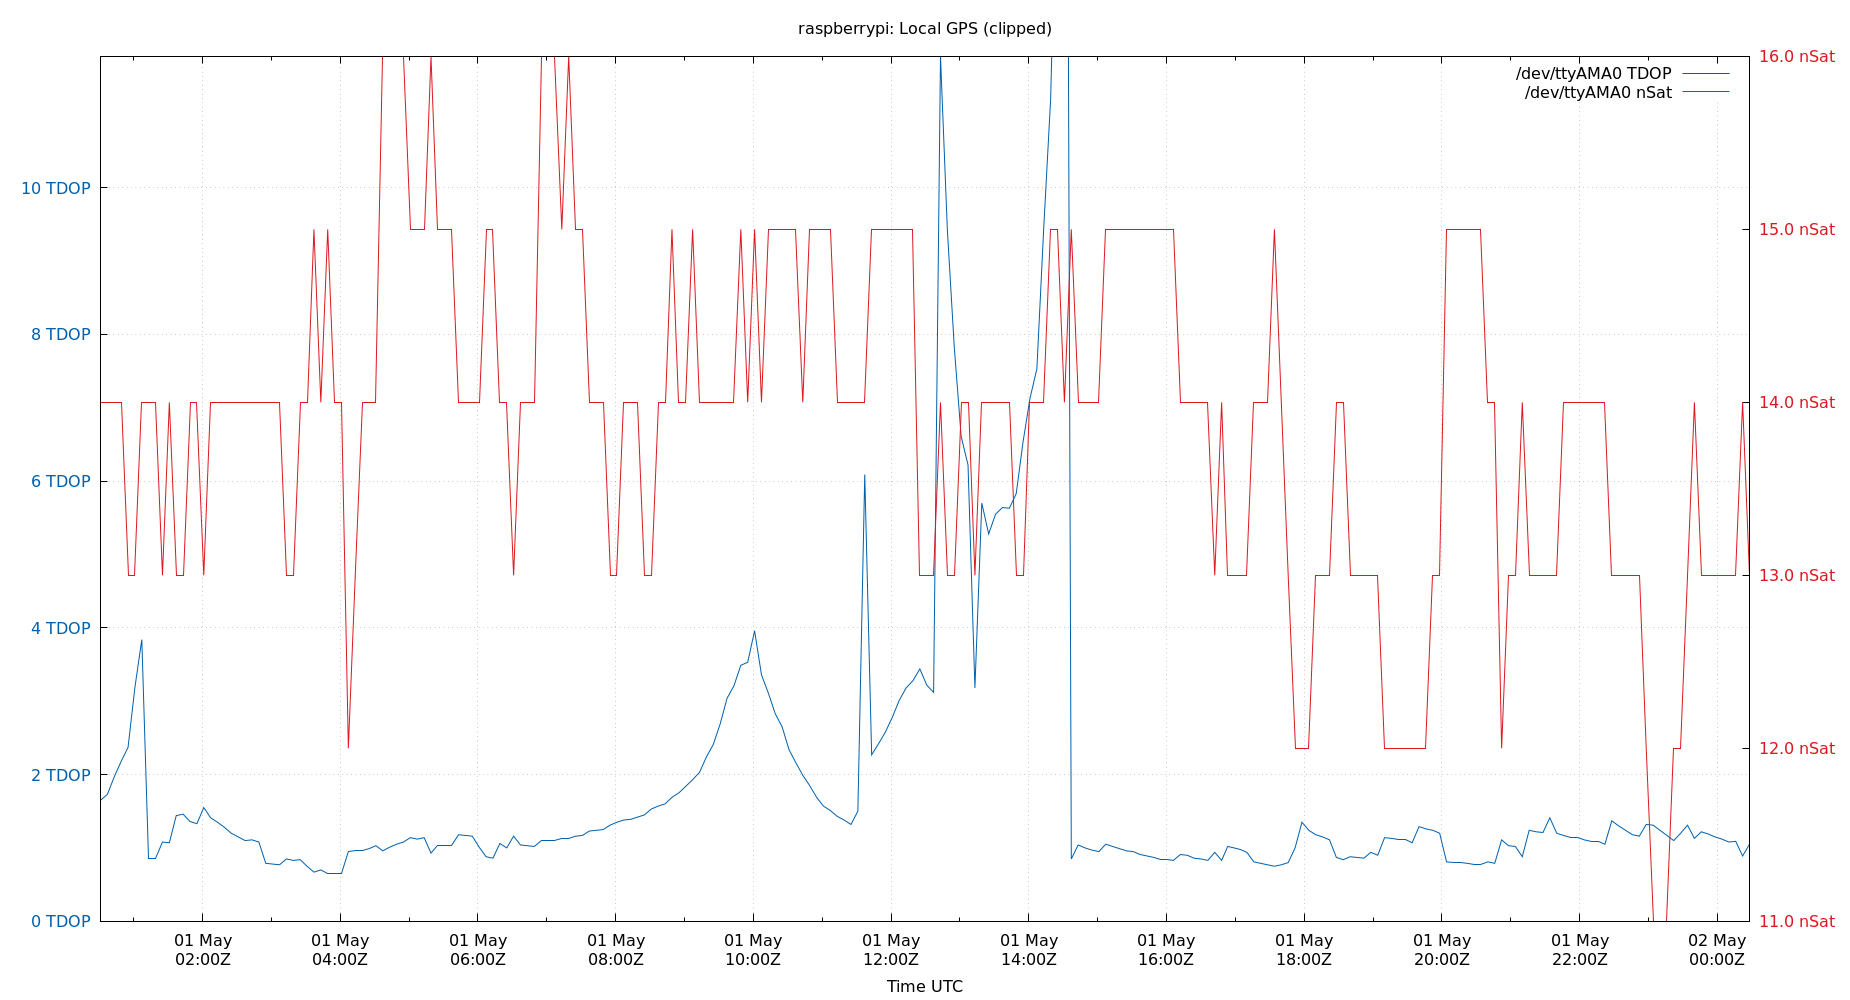 raspberrypi: Local GPS (clipped)
16.0 nSat
/dev/ttyAMA0 TDOP
/dev/ttyAMA0 nSat
10 TDOP
15.0 nSat
8 TDOP
14.0 nSat
6 TDOP
13.0 nSat
4 TDOP
12.0 nSat
2 TDOP
0 TDOP
11.0 nSat
01 May 01 May 01 May 01 May 01 May 01 May 01 May 01 May 01 May 01 May 01 May 02 May
02:00Z 04:00Z 06:00Z 08:00Z 10:00Z 12:00Z 14:00Z 16:00Z 18:00Z 20:00Z 22:00Z 00:00Z
Time UTC